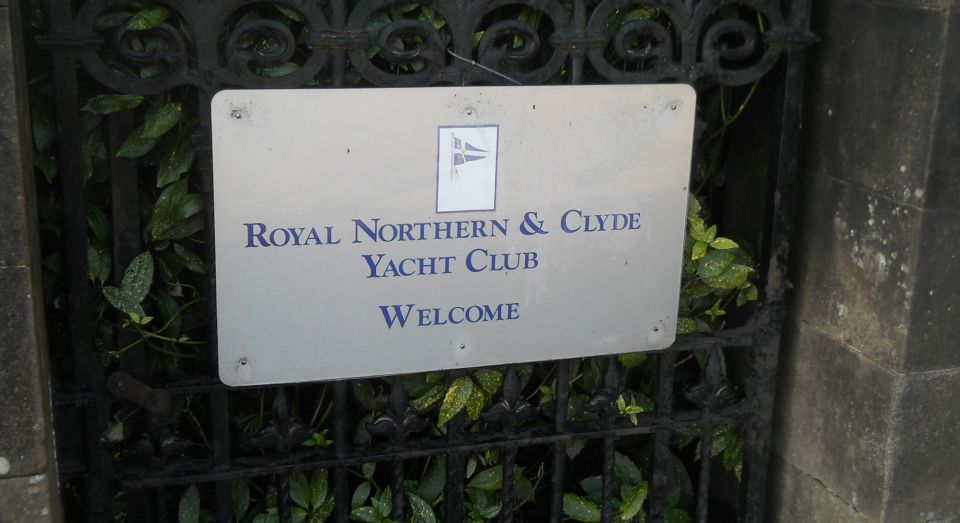 Royal Northern & Clyde
Yacht Club
Welcome